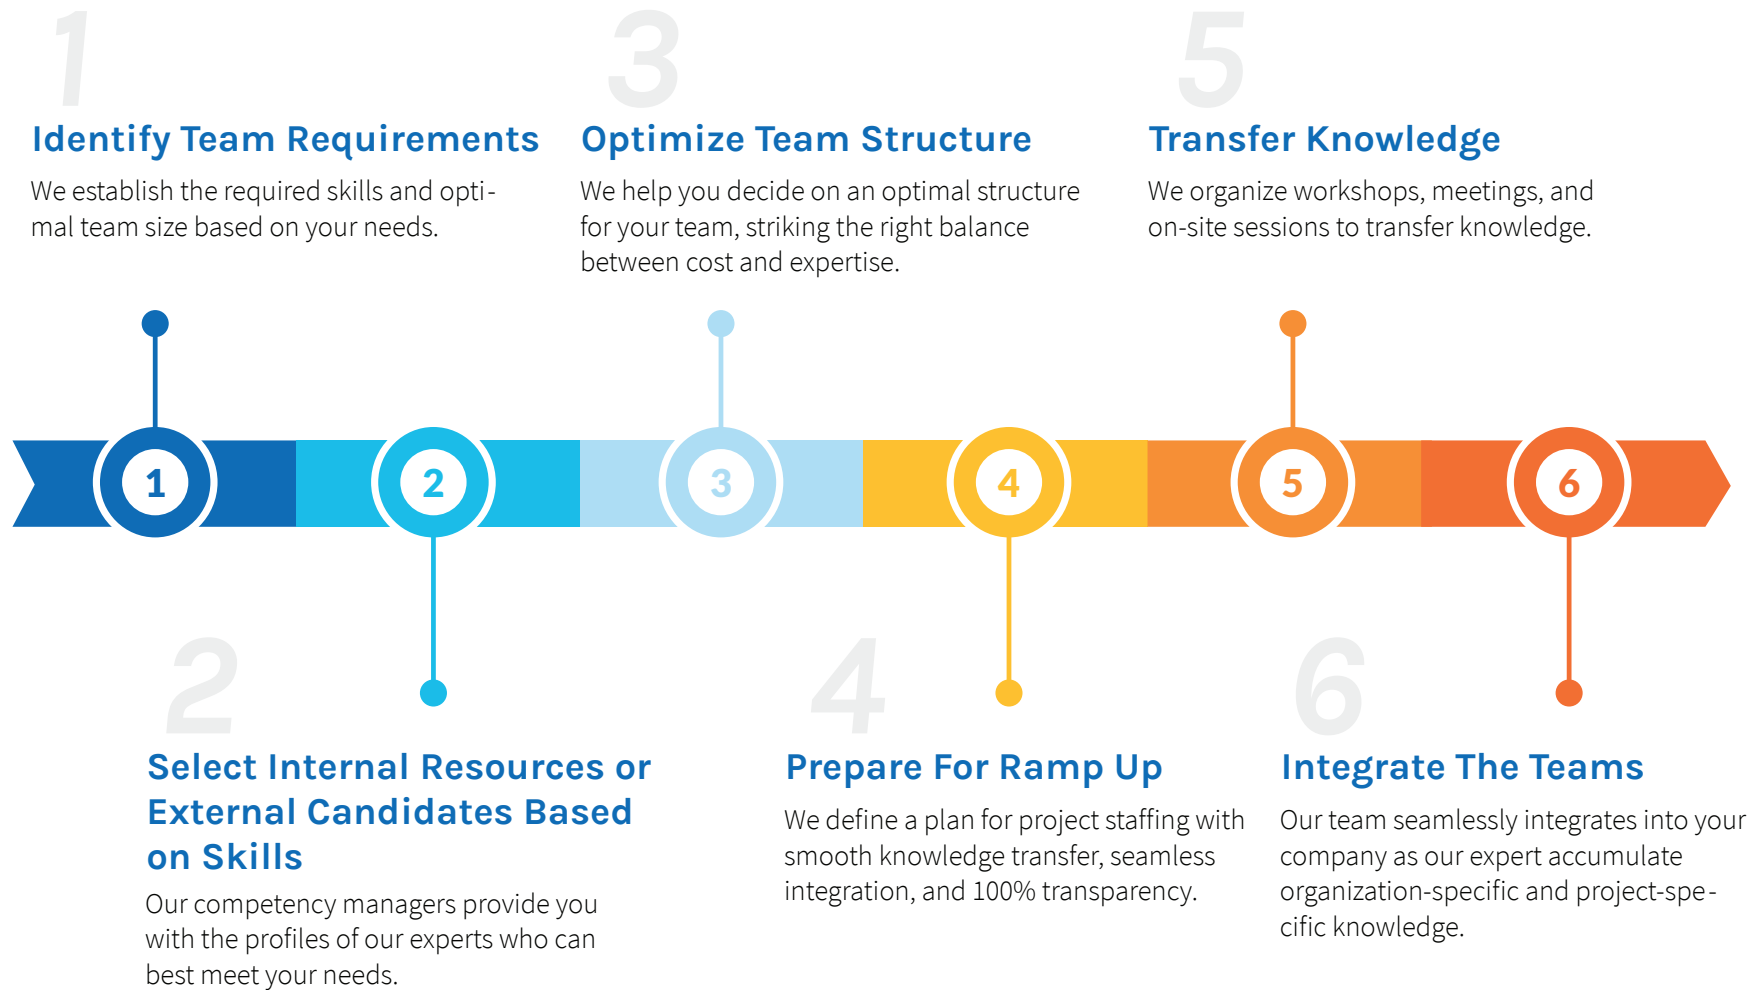 1
Identify Team Requirements
We establish the required skills and opti-
mal team size based on your needs.
3
Optimize Team Structure
We help you decide on an optimal structure
for your team, striking the right balance
between cost and expertise.
5
Transfer Knowledge
We organize workshops, meetings, and
on-site sessions to transfer knowledge.
1
2
3
4
5
6
2
Select Internal Resources or
External Candidates Based
on Skills
Our competency managers provide you
with the profiles of our experts who can
best meet your needs.
4
Prepare For Ramp Up
We define a plan for project staffing with
smooth knowledge transfer, seamless
integration, and 100% transparency.
6
Integrate The Teams
Our team seamlessly integrates into your
company as our expert accumulate
organization-specific and project-spe-
cific knowledge.